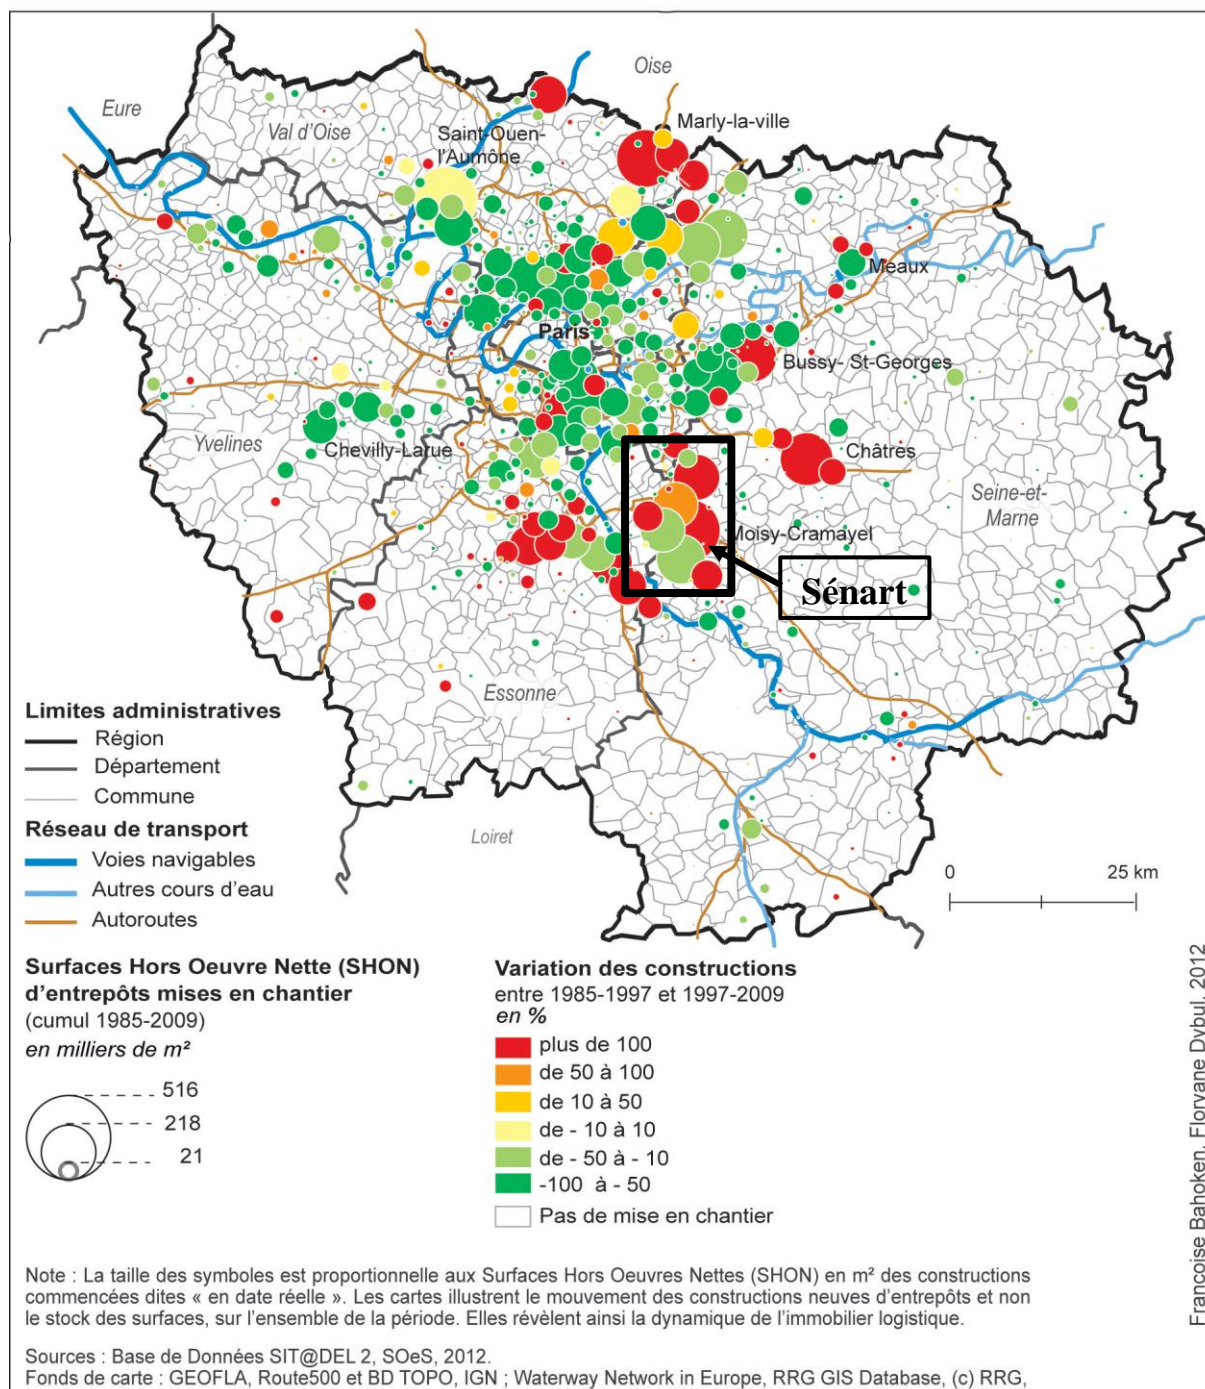 Oise
Eure
Marly-la-ville
Val d'Oise
Saint-Ouen-
l'Aumône
Meaux
Paris
Bussy- St-Georges
Yvelines
Chevilly-Larue
Châtres
Seine-et-
Marne
Moisy-Cramayel
Sénart
Essonne
Loiret
Limites administratives
Région
Département
Commune
Réseau de transport
Voies navigables
Autres cours d'eau
Autoroutes
0 25 km
Surfaces Hors Oeuvre Nette (SHON)
d'entrepôts mises en chantier
(cumul 1985-2009)
en milliers de m²
516
218
21
Variation des constructions
entre 1985-1997 et 1997-2009
en %
plus de 100
de 50 à 100
de 10 à 50
de - 10 à 10
de - 50 à - 10
-100 à - 50
Pas de mise en chantier
Francoise Bahoken, Floryane Dybul, 2012
Note : La taille des symboles est proportionnelle aux Surfaces Hors Oeuvres Nettes (SHON) en m² des constructions
commencées dites « en date réelle ». Les cartes illustrent le mouvement des constructions neuves d'entrepôts et non
le stock des surfaces, sur l'ensemble de la période. Elles révèlent ainsi la dynamique de l'immobilier logistique.
Sources : Base de Données SIT@DEL 2, SOeS, 2012.
Fonds de carte : GEOFLA, Route500 et BD TOPO, IGN ; Waterway Network in Europe, RRG GIS Database, (c) RRG,